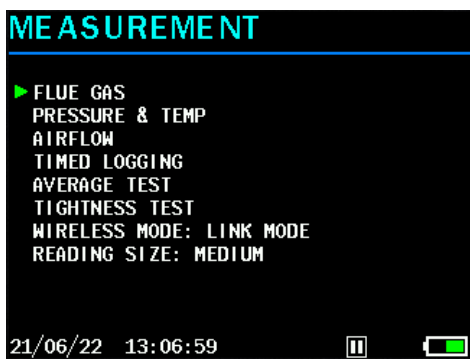 MEASUREMENT
FLUE GAS
PRESSURE & TEMP
AIRFLOW
TIMED LOGGING
AVERAGE TEST
TIGHTNESS TEST
WIRELESS MODE: LINK MODE
READING SIZE: MEDIUM
21/06/22 13:06:59